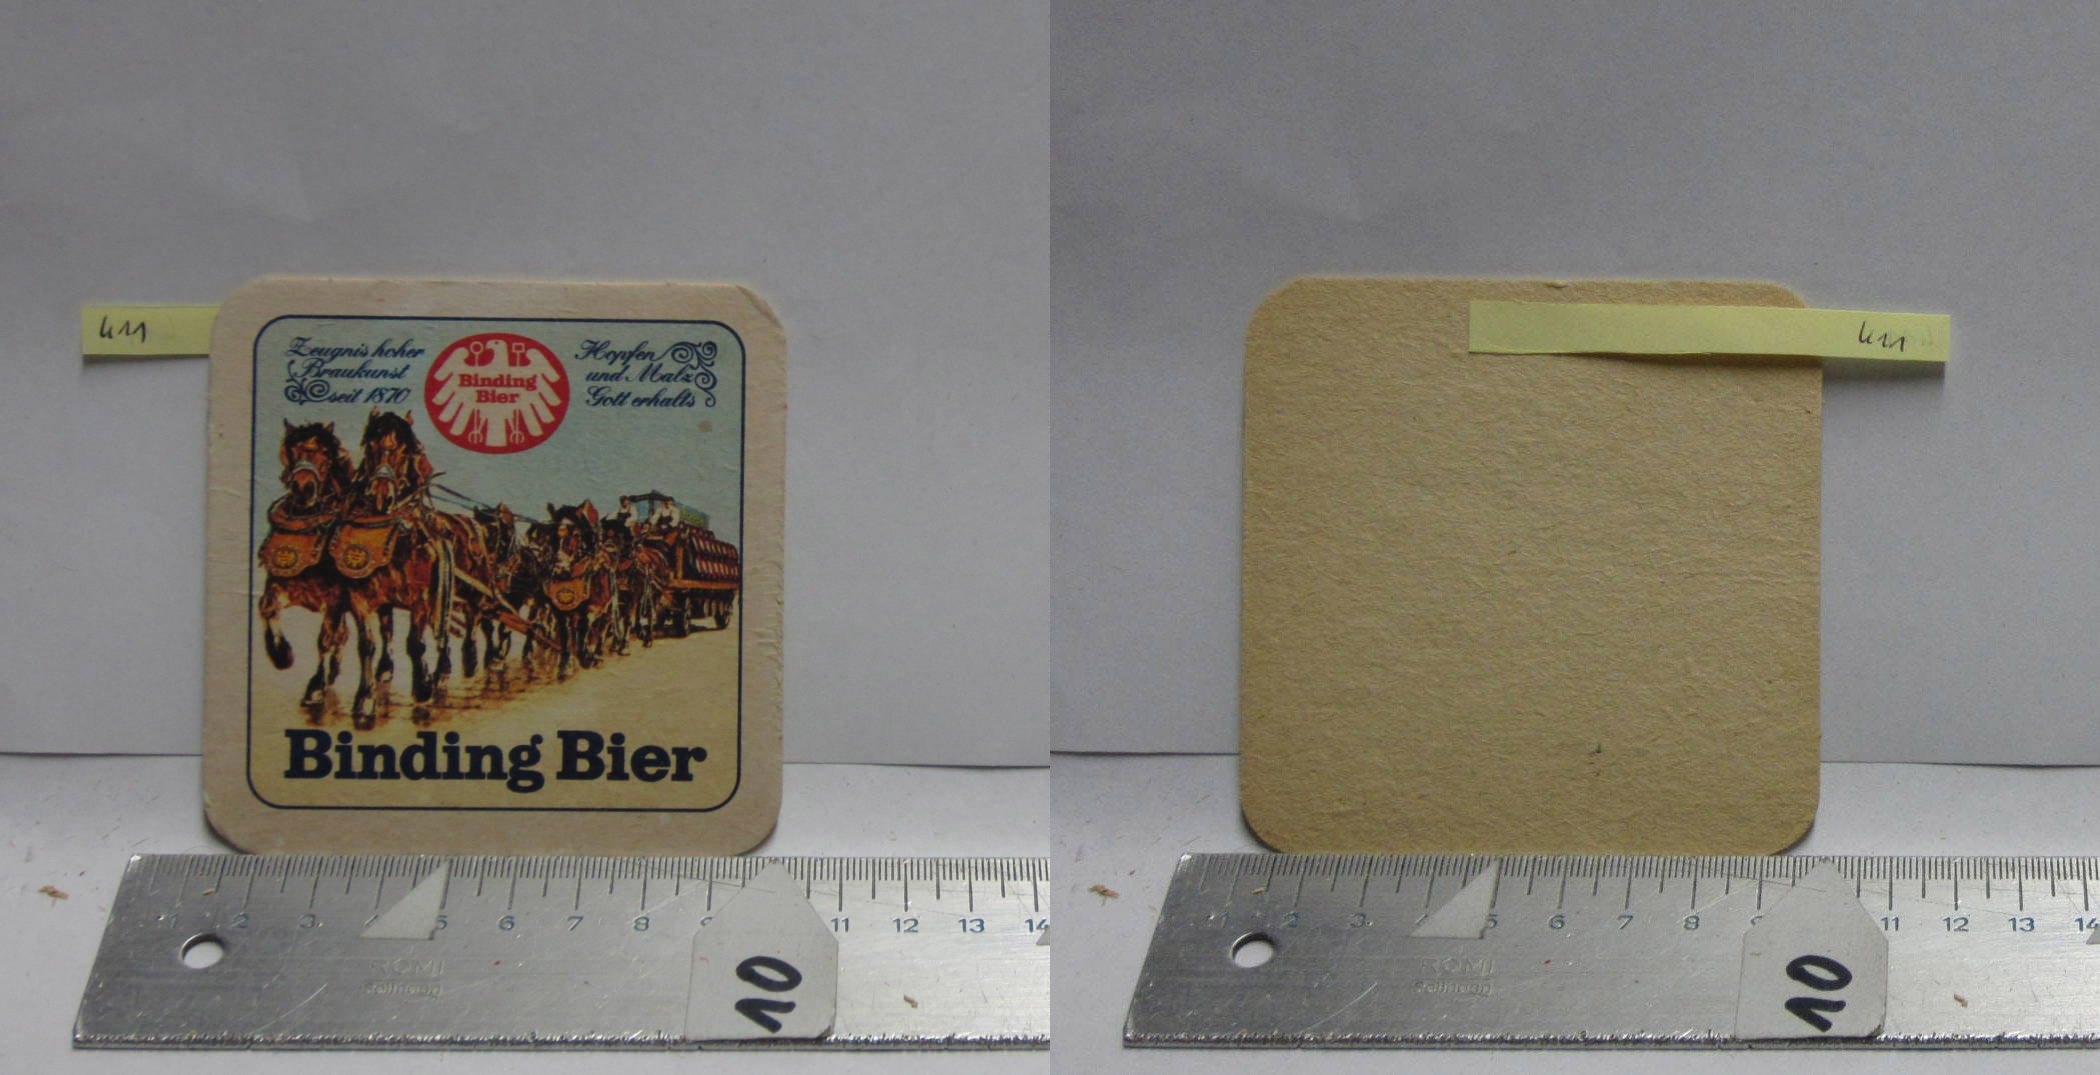 411
Zeugnis hoher
Braukunst
seit 1870
Binding
Bier
Hopfen
und Malz
Gott erhalts
Binding Bier
1 2 3 4 5 6 7 8 9 11 12 13 14
ROMI
10
411
1 2 3 4 5 6 7 8 9 11 12 13 14
ROMI
10